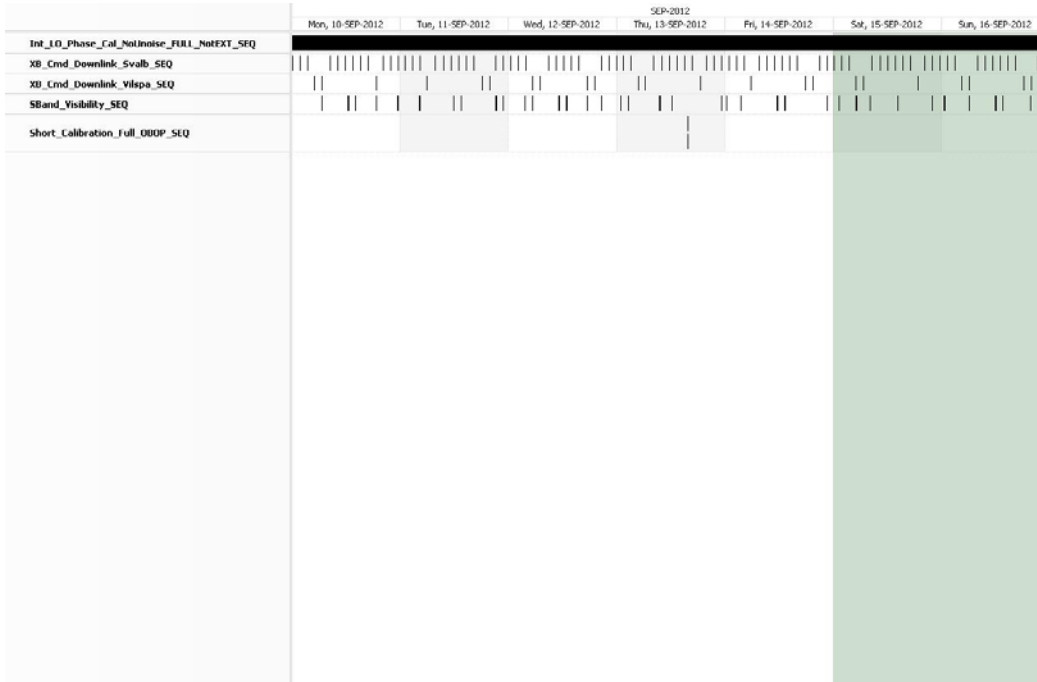 SEP-2012
Mon, 10-SEP-2012 Tue, 11-SEP-2012 Wed, 12-SEP-2012 Thu, 13-SEP-2012 Fri, 14-SEP-2012 Sat, 15-SEP-2012 Sun, 16-SEP-2012
Int_LO_Phase_Cal_NoUnoise_FULL_NotEXT_SEQ
XB_Cmd_Downlink_Svalb_SEQ
XB_Cmd_Downlink_Vilspa_SEQ
SBand_Visibility_SEQ
Short_Calibration_Full_OBOP_SEQ